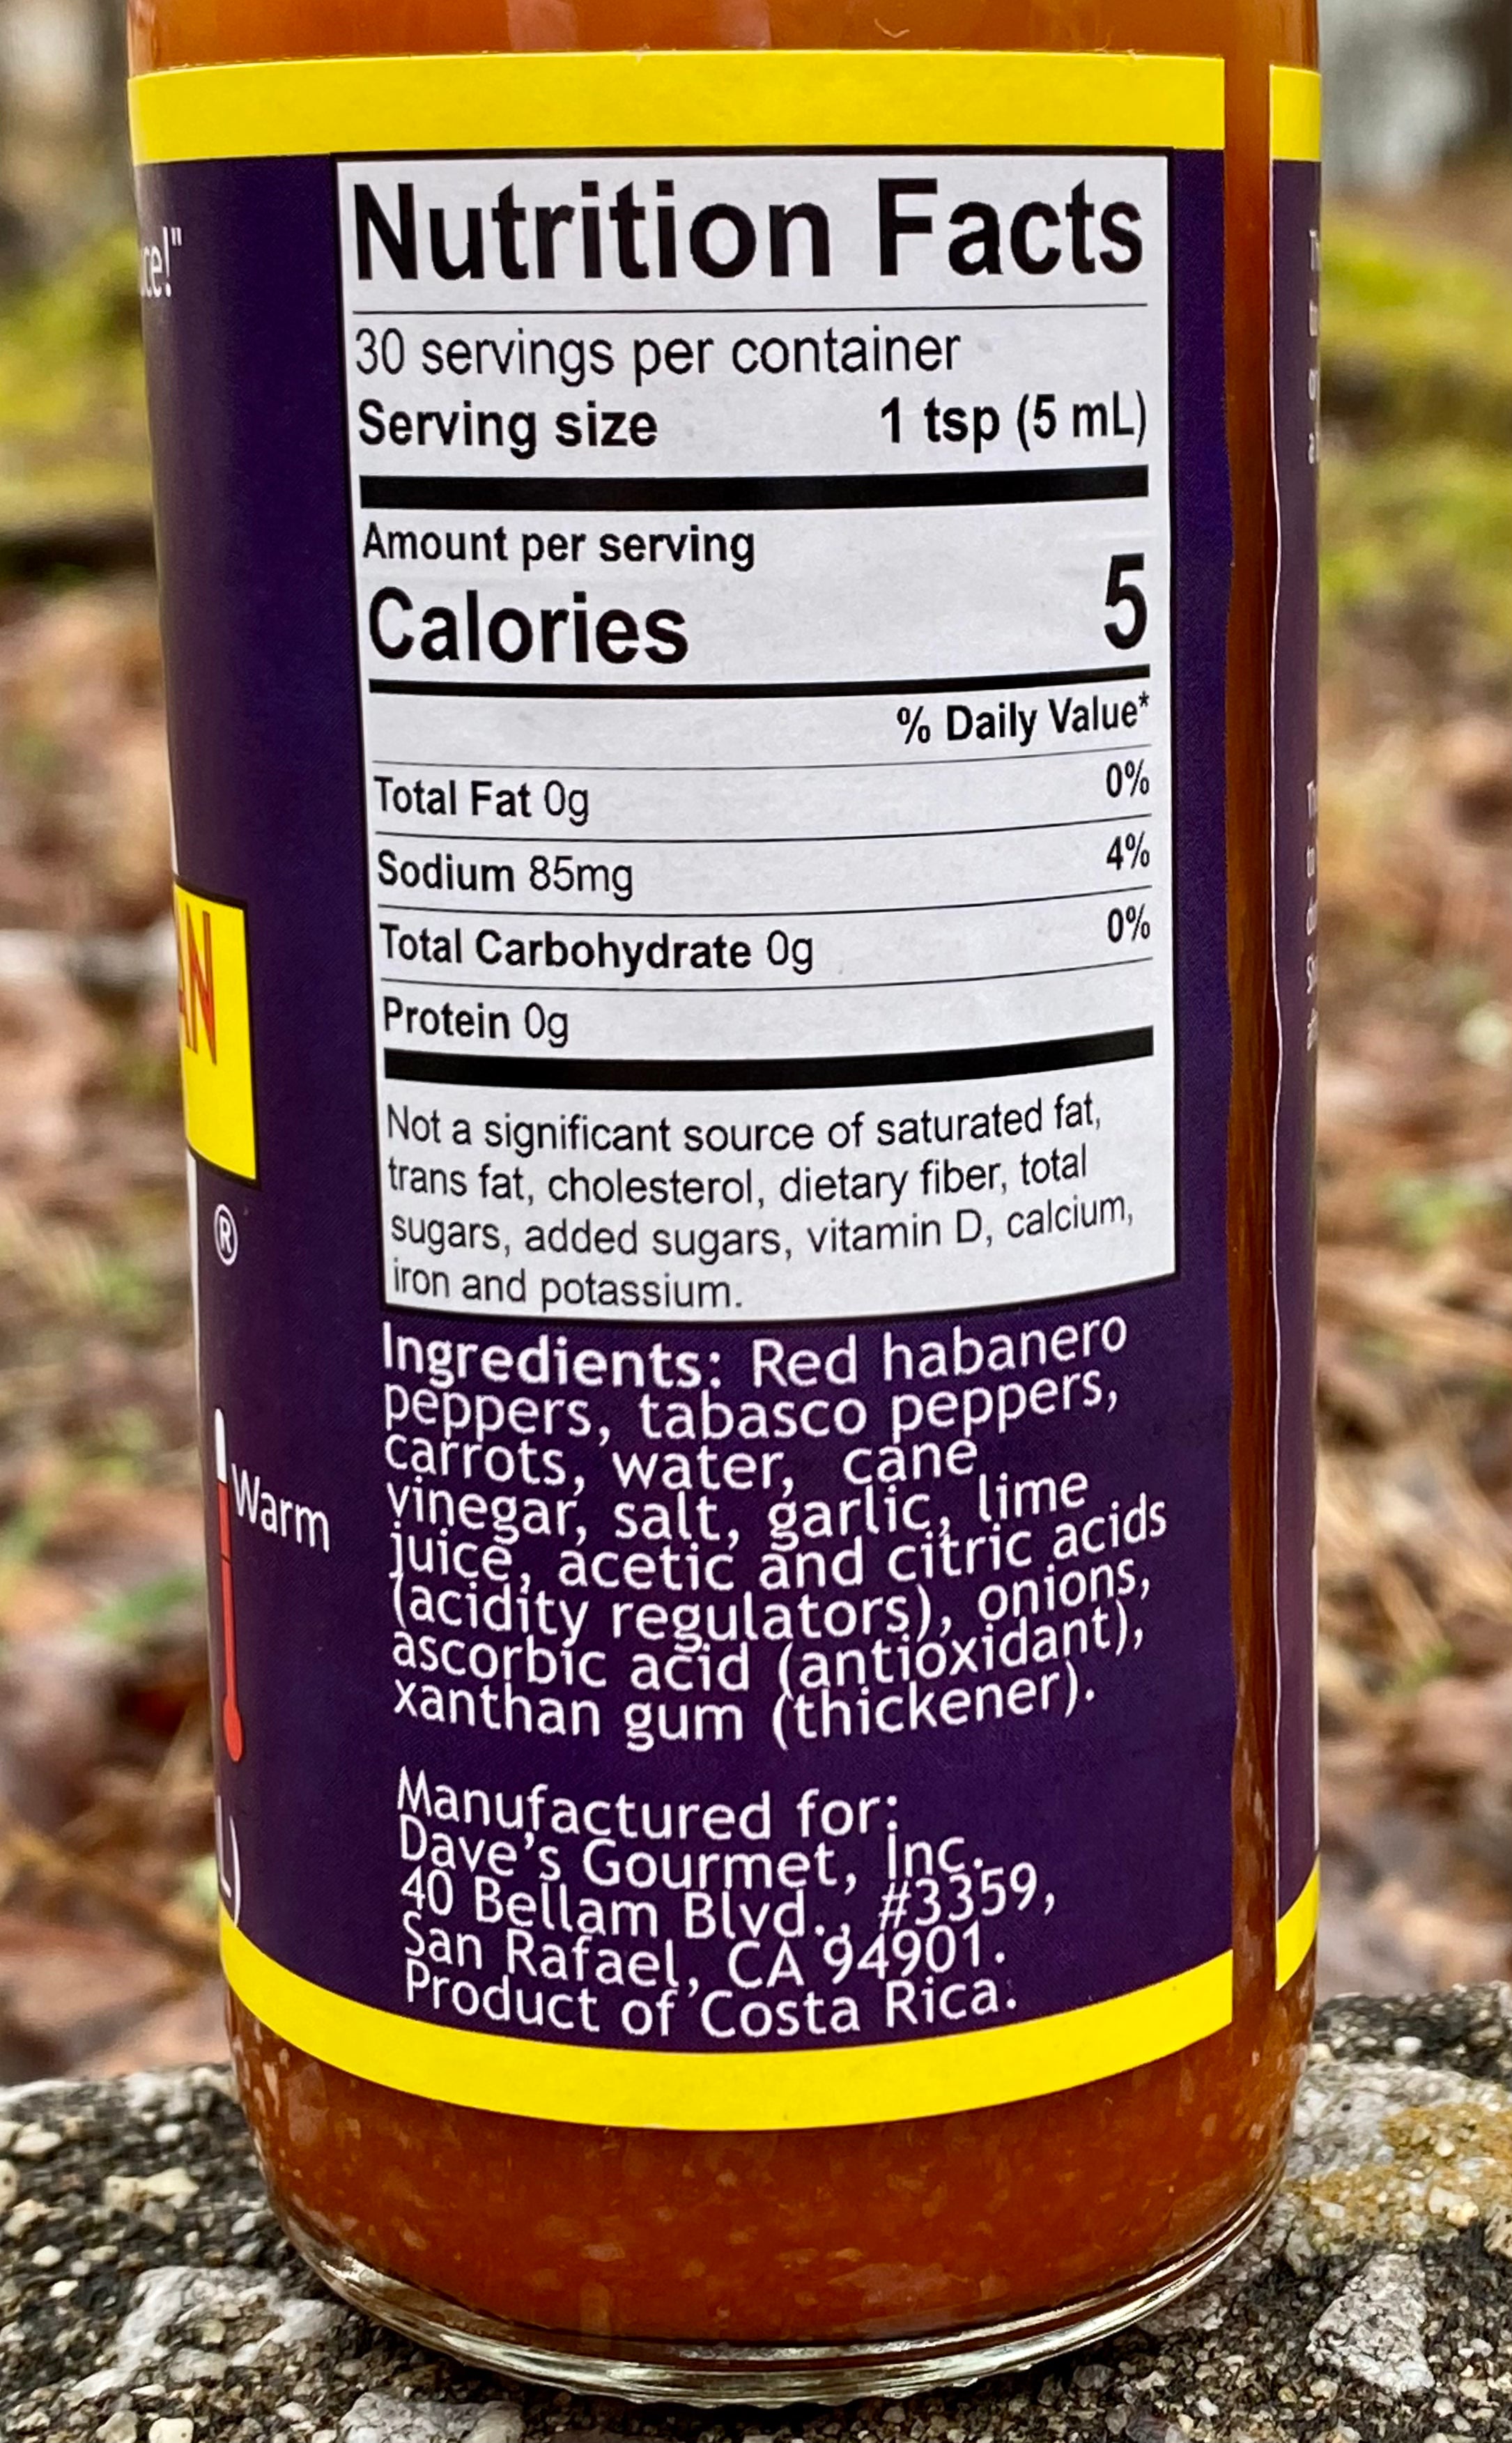 Nutrition Facts
30 servings per container
Serving size 1 tsp (5 mL)
Amount per serving
Calories 5
% Daily Value*
Total Fat 0g 0%
Sodium 85mg 4%
Total Carbohydrate 0g 0%
Protein 0g
Not a significant source of saturated fat,
trans fat, cholesterol, dietary fiber, total
sugars, added sugars, vitamin D, calcium,
iron and potassium.
Ingredients: Red habanero
peppers, tabasco peppers,
carrots, water, cane
vinegar, salt, garlic, lime
juice, acetic and citric acids
(acidity regulators), onions,
ascorbic acid (antioxidant),
xanthan gum (thickener).
Manufactured for:
Dave's Gourmet, Inc.
40 Bellam Blvd., #3359,
San Rafael, CA 94901.
Product of Costa Rica.
®
Warm